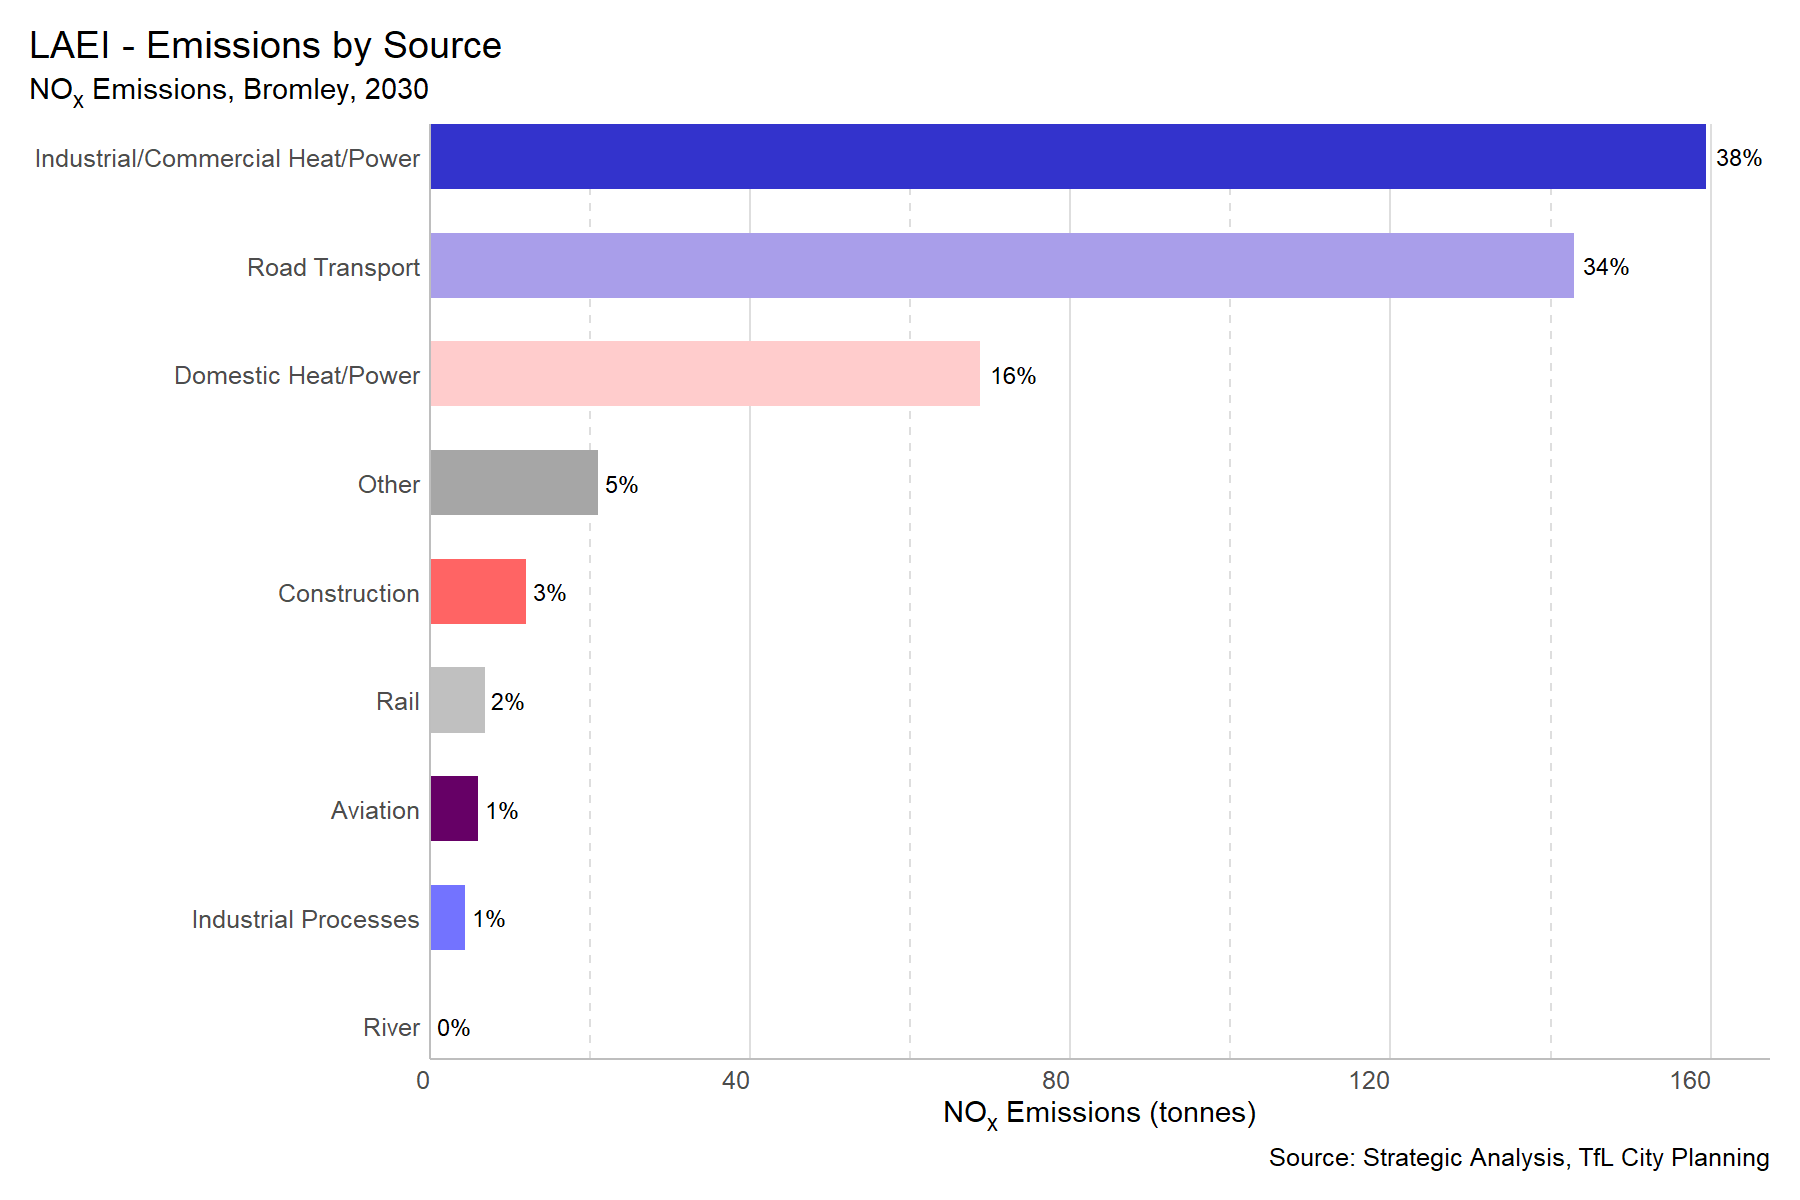 LAEI - Emissions by Source
NOx Emissions, Bromley, 2030
Industrial/Commercial Heat/Power 38%
Road Transport 34%
Domestic Heat/Power 16%
Other 5%
Construction 3%
Rail 2%
Aviation 1%
Industrial Processes 1%
River 0%
0 40 80 120 160
NOx Emissions (tonnes)
Source: Strategic Analysis, TfL City Planning